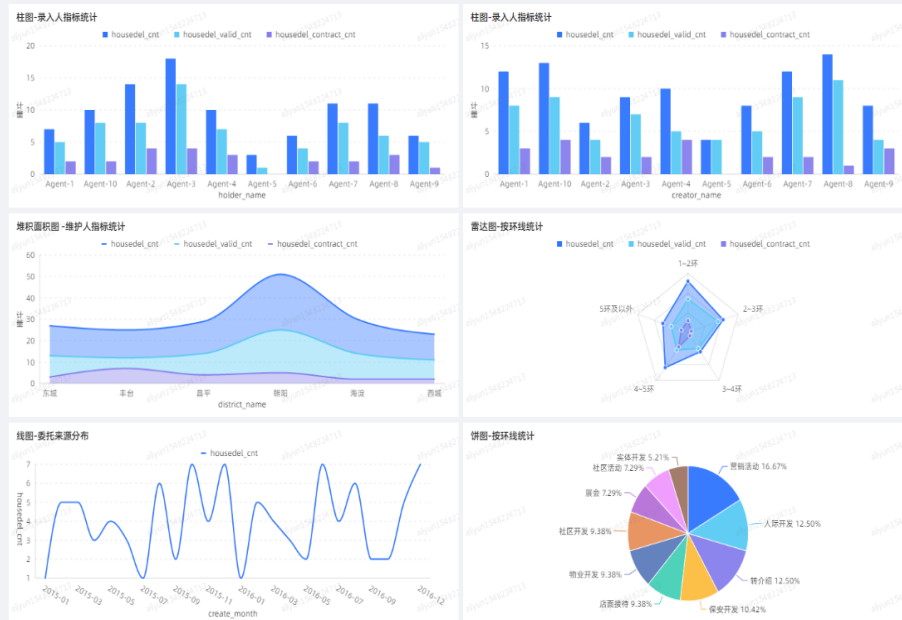 柱图-录入人指标统计
housedel_cnt housedel_valid_cnt housedel_contract_cnt
20
15
10
5
0
Agent-1 Agent-10 Agent-2 Agent-3 Agent-4 Agent-5 Agent-6 Agent-7 Agent-8 Agent-9
holder_name
柱图-录入人指标统计
housedel_cnt housedel_valid_cnt housedel_contract_cnt
15
10
5
0
Agent-1 Agent-10 Agent-2 Agent-3 Agent-4 Agent-5 Agent-6 Agent-7 Agent-8 Agent-9
creator_name
堆积面积图 -维护人指标统计
housedel_cnt housedel_valid_cnt housedel_contract_cnt
60
50
40
30
20
10
0
东城 丰台 昌平 朝阳 海淀 西城
district_name
雷达图-按环线统计
housedel_cnt housedel_valid_cnt housedel_contract_cnt
1~2环
5环及以外 2~3环
4~5环 3~4环
线图-委托来源分布
housedel_cnt
7
6
5
4
3
2
1
housedel_cnt
2015-01 2015-03 2015-05 2015-07 2015-09 2015-11 2016-01 2016-03 2016-05 2016-07 2016-09 2016-12
create_month
饼图-按环线统计
实体开发 5.21% 营销活动 16.67%
社区活动 7.29%
展会 7.29%
人际开发 12.50%
社区开发 9.38%
物业开发 9.38% 转介绍 12.50%
店面接待 9.38% 保安开发 10.42%
aliyun1548224713